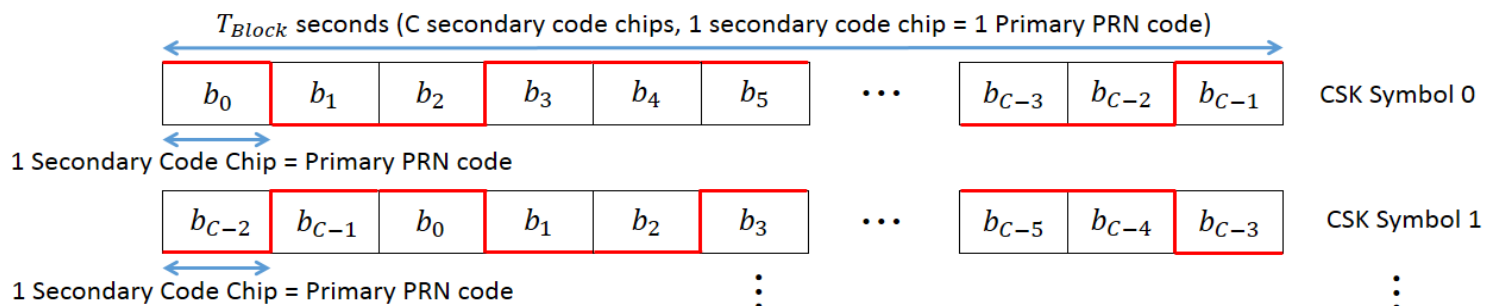 T_Block seconds (C secondary code chips, 1 secondary code chip = 1 Primary PRN code)
b_0 b_1 b_2 b_3 b_4 b_5 ••• b_{C−3} b_{C−2} b_{C−1} CSK Symbol 0
1 Secondary Code Chip = Primary PRN code
b_{C−2} b_{C−1} b_0 b_1 b_2 b_3 ••• b_{C−5} b_{C−4} b_{C−3} CSK Symbol 1
1 Secondary Code Chip = Primary PRN code